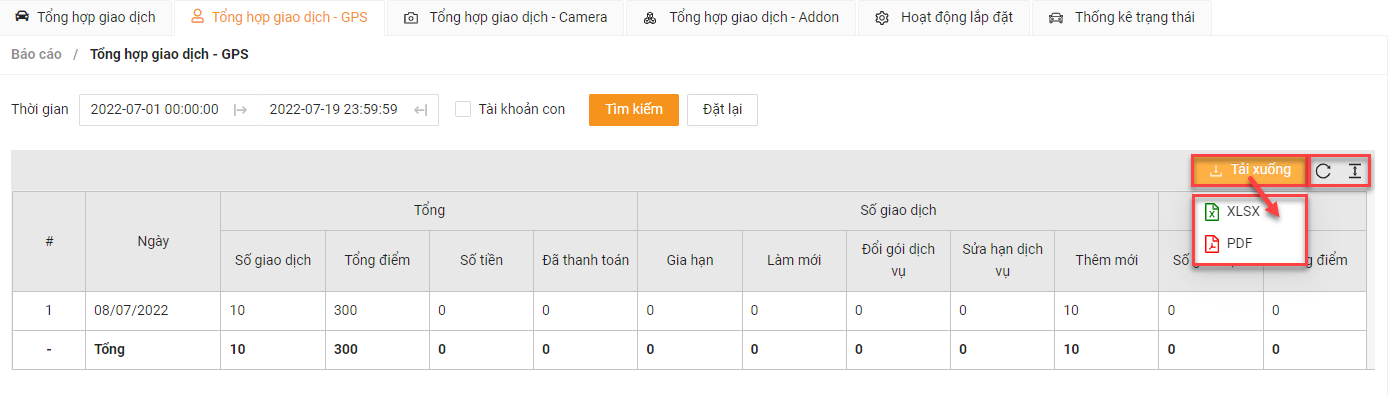 Tổng hợp giao dịch Tổng hợp giao dịch - GPS Tổng hợp giao dịch - Camera Tổng hợp giao dịch - Addon Hoạt động lắp đặt Thống kê trạng thái
Báo cáo / Tổng hợp giao dịch - GPS
Thời gian 2022-07-01 00:00:00 2022-07-19 23:59:59 Tài khoản con Tìm kiếm Đặt lại
Tải xuống
XLSX
PDF
# Ngày Tổng Số giao dịch
Số giao dịch Tổng điểm Số tiền Đã thanh toán Gia hạn Làm mới Đổi gói dịch vụ Sửa hạn dịch vụ Thêm mới điểm
1 08/07/2022 10 300 0 0 0 0 0 0 10 0 0
- Tổng 10 300 0 0 0 0 0 0 10 0 0